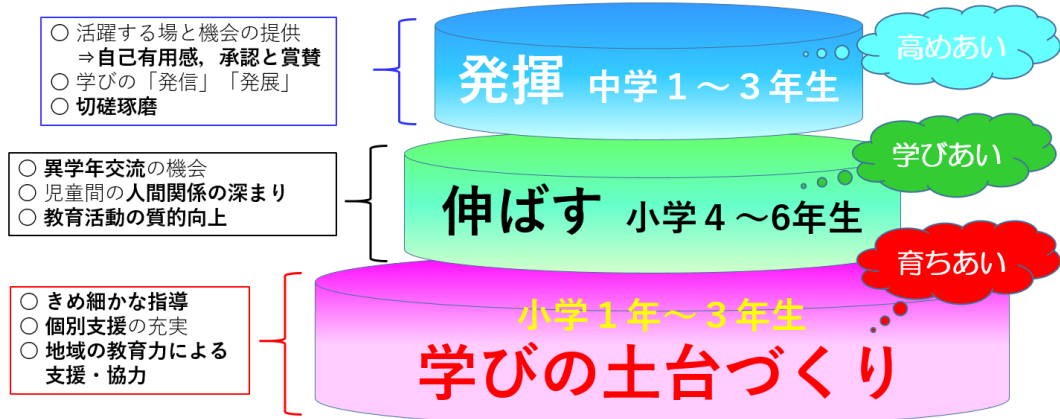 ○ 活躍する場と機会の提供
⇒自己有用感，承認と賞賛
○ 学びの「発信」「発展」
○ 切磋琢磨
発揮 中学１～３年生
高めあい
○ 異学年交流の機会
○ 児童間の人間関係の深まり
○ 教育活動の質的向上
伸ばす 小学４～6年生
学びあい
○ きめ細かな指導
○ 個別支援の充実
○ 地域の教育力による
支援・協力
小学１年～３年生
学びの土台づくり
育ちあい